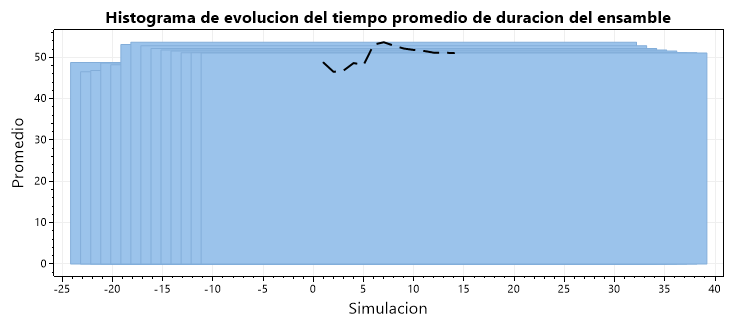 Histograma de evolucion del tiempo promedio de duracion del ensamble
Promedio
50
40
30
20
10
0
-25 -20 -15 -10 -5 0 5 10 15 20 25 30 35 40
Simulacion